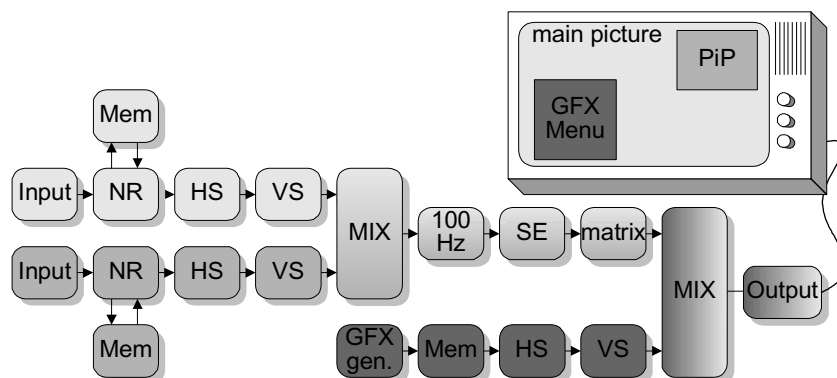 main picture
PiP
GFX
Menu
Mem
Input
NR
HS
VS
MIX
100
Hz
SE
matrix
Input
NR
HS
VS
MIX
Output
Mem
GFX
gen.
Mem
HS
VS